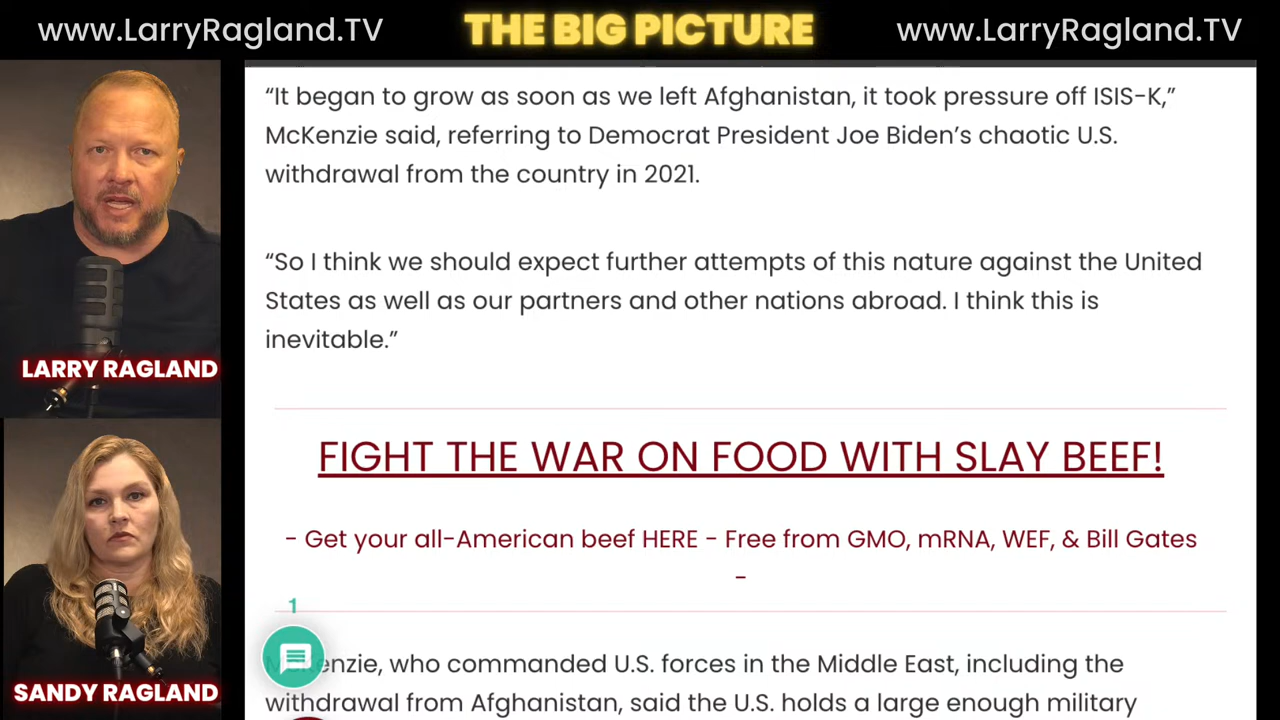 www.LarryRagland.TV
THE BIG PICTURE
www.LarryRagland.TV
“It began to grow as soon as we left Afghanistan, it took pressure off ISIS-K,”
McKenzie said, referring to Democrat President Joe Biden’s chaotic U.S.
withdrawal from the country in 2021.
“So I think we should expect further attempts of this nature against the United
States as well as our partners and other nations abroad. I think this is
inevitable.”
LARRY RAGLAND
FIGHT THE WAR ON FOOD WITH SLAY BEEF!
- Get your all-American beef HERE - Free from GMO, mRNA, WEF, & Bill Gates
-
1
McKenzie, who commanded U.S. forces in the Middle East, including the
withdrawal from Afghanistan, said the U.S. holds a large enough military
SANDY RAGLAND